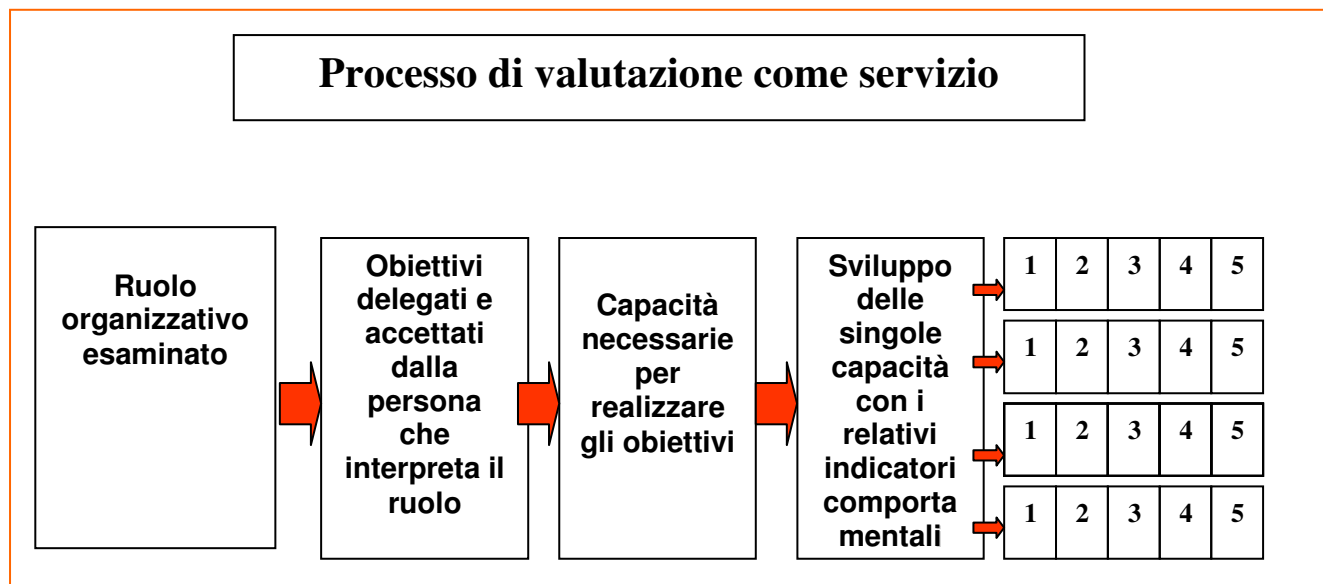 Processo di valutazione come servizio
Ruolo
organizzativo
esaminato
Obiettivi
delegati e
accettati
dalla
persona
che
interpreta il
ruolo
Capacità
necessarie
per
realizzare
gli obiettivi
Sviluppo
delle
singole
capacità
con i
relativi
indicatori
comporta
mentali
1 2 3 4 5
1 2 3 4 5
1 2 3 4 5
1 2 3 4 5